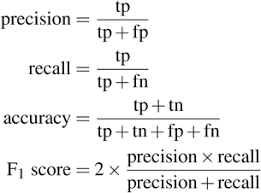 precision = tp / (tp + fp)
recall = tp / (tp + fn)
accuracy = (tp + tn) / (tp + tn + fp + fn)
F₁ score = 2 × (precision × recall) / (precision + recall)